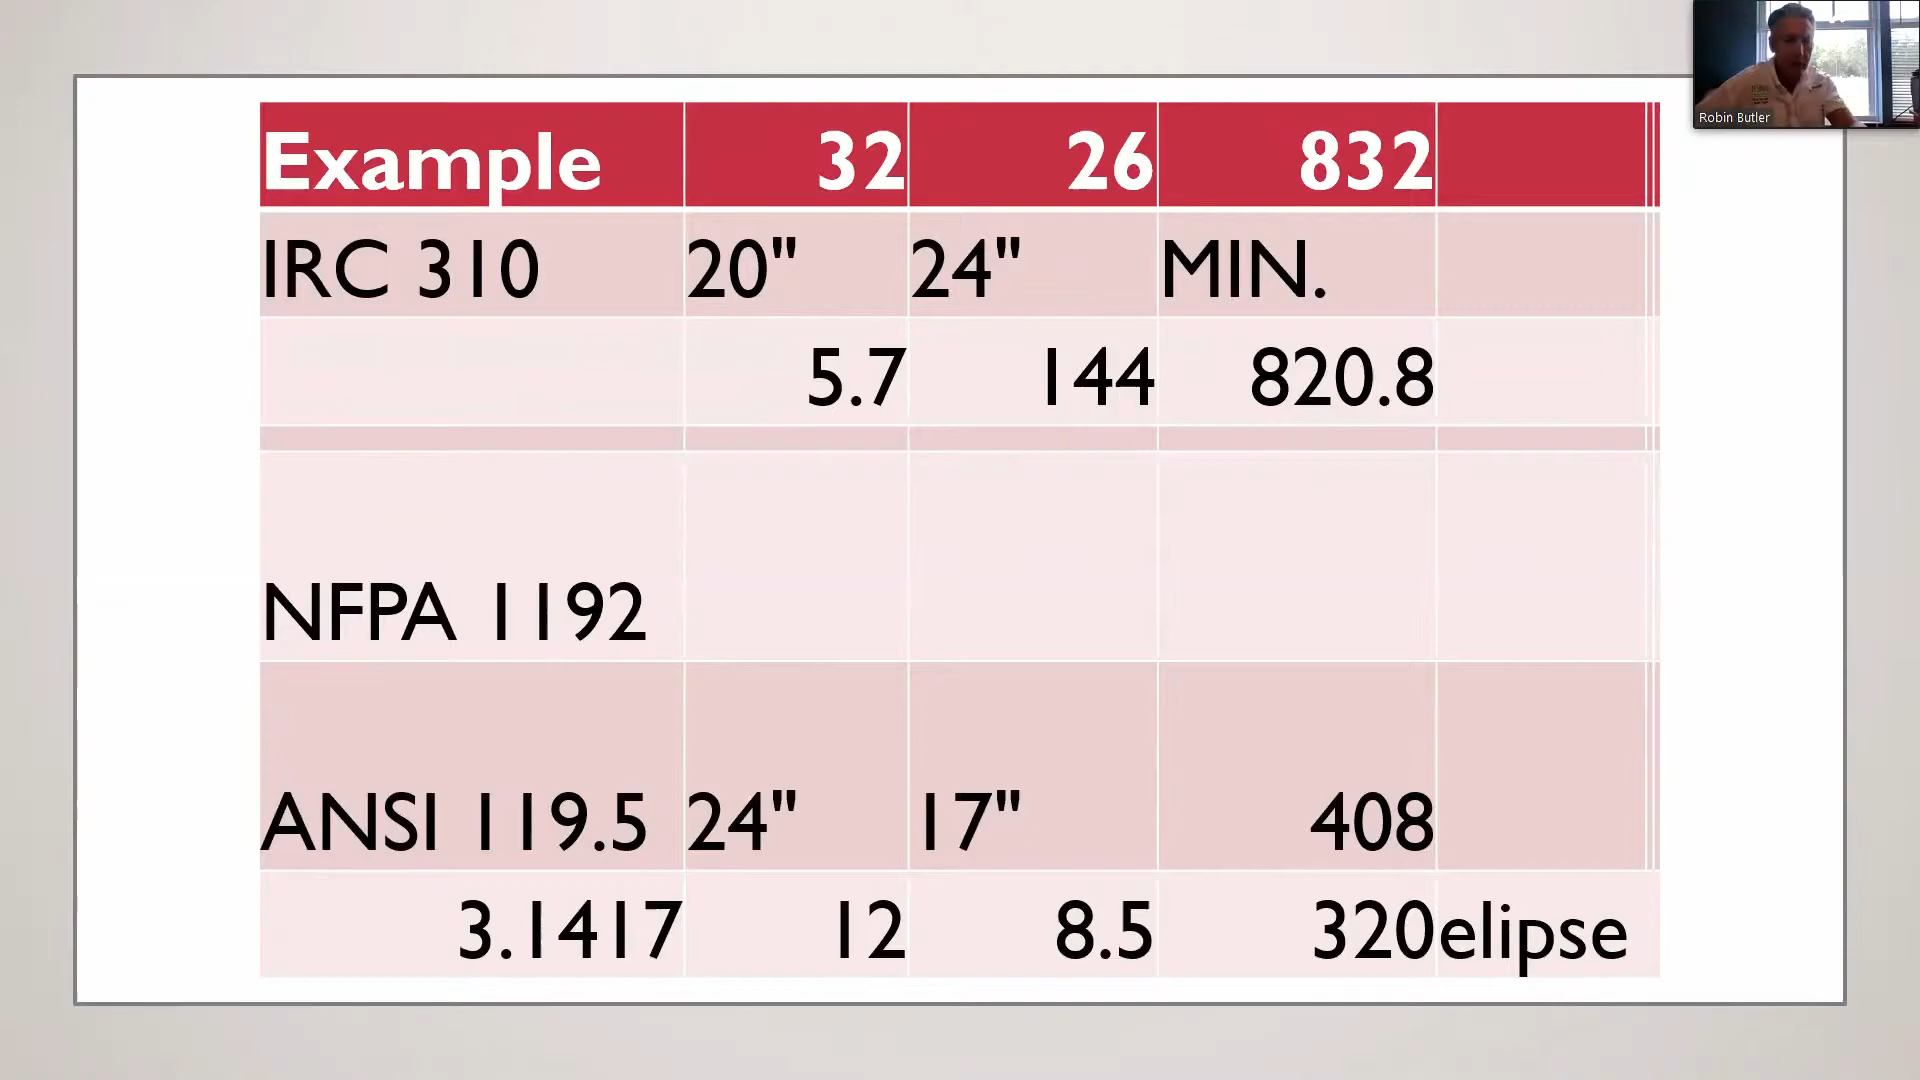 Robin Butler
Example 32 26 832
IRC 310 20" 24" MIN.
5.7 144 820.8
NFPA 1192
ANSI 119.5 24" 17" 408
3.1417 12 8.5 320 elipse